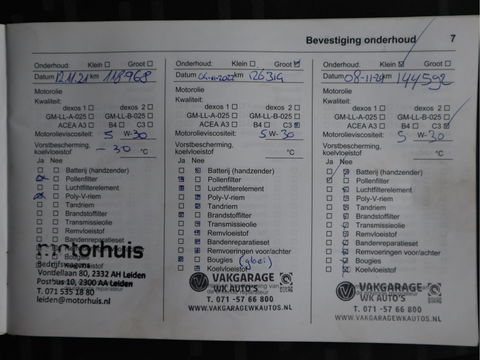 Bevestiging onderhoud 7
Onderhoud: Klein Groot
Datum 12.11.21 km 113968
Motorolie
Kwaliteit:
dexos 1 dexos 2
GM-LL-A-025 GM-LL-B-025
ACEA A3 B4 C3
Motorolieviscositeit: 5 W-30
Vorstbescherming,
koelvloeistof: -30 °C
Ja Nee
Batterij (handzender)
Pollenfilter
Luchtfilterelement
Poly-V-riem
Tandriem
Brandstoffilter
Transmissie
Remvloeistof
Bandenreparatieset
motorhuis
Bedrijfswagens
Vondellaan 80, 2332 AH Leiden
Postbus 10, 2300 AA Leiden
T. 071 535 18 80
leiden@motorhuis.nl
Onderhoud: Klein Groot
Datum km
Motorolie
Kwaliteit:
dexos 1 dexos 2
GM-LL-A-025 GM-LL-B-025
ACEA A3 B4 C3
Motorolieviscositeit: 5 W-30
Vorstbescherming,
koelvloeistof: °C
Ja Nee
Batterij (handzender)
Pollenfilter
Luchtfilterelement
Poly-V-riem
Tandriem
Brandstoffilter
Transmissie
Remvloeistof
Bandenreparatieset
Remvoeringen voor/achter
Bougies
Koelvloeistof
VAKGARAGE
WK AUTO'S
T. 071 -57 66 800
WWW.VAKGARAGEWKAUTOS.NL
Onderhoud: Klein Groot
Datum km 144592
Motorolie
Kwaliteit:
dexos 1 dexos 2
GM-LL-A-025 GM-LL-B-025
ACEA A3 B4 C3
Motorolieviscositeit: 5 W-30
Vorstbescherming,
koelvloeistof: °C
Ja Nee
Batterij (handzender)
Pollenfilter
Luchtfilterelement
Poly-V-riem
Tandriem
Brandstoffilter
Transmissie
Remvloeistof
Bandenreparatieset
Remvoeringen voor/achter
Bougies
Koelvloeistof
VAKGARAGE
WK AUTO'S
T. 071 - 57 66 800
WWW.VAKGARAGEWKAUTOS.NL